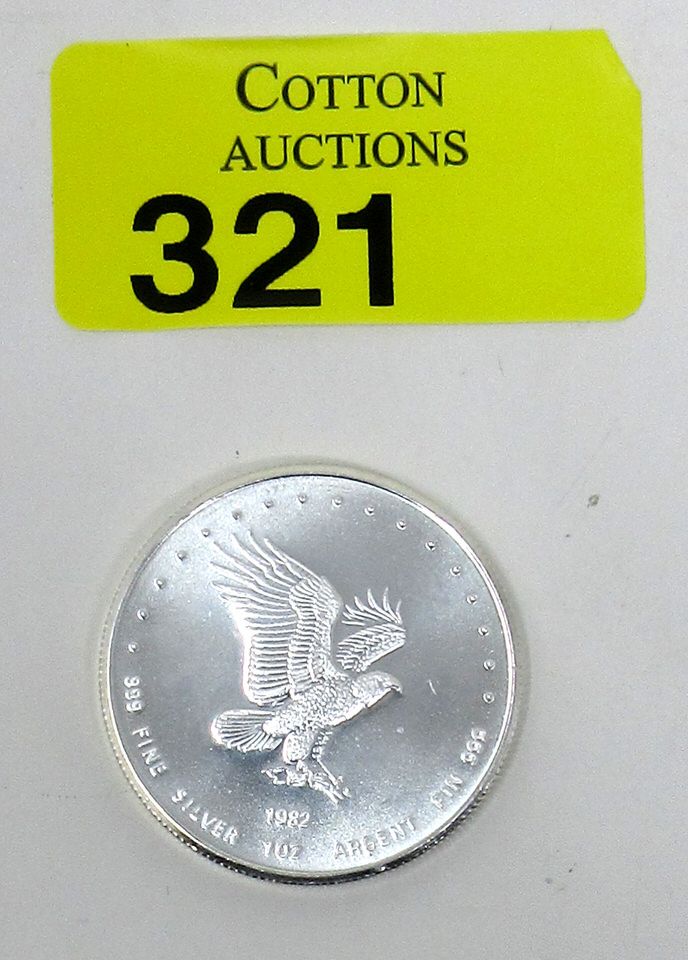 COTTON
AUCTIONS
321
1982
999 FINE SILVER 1OZ ARGENT FIN 999